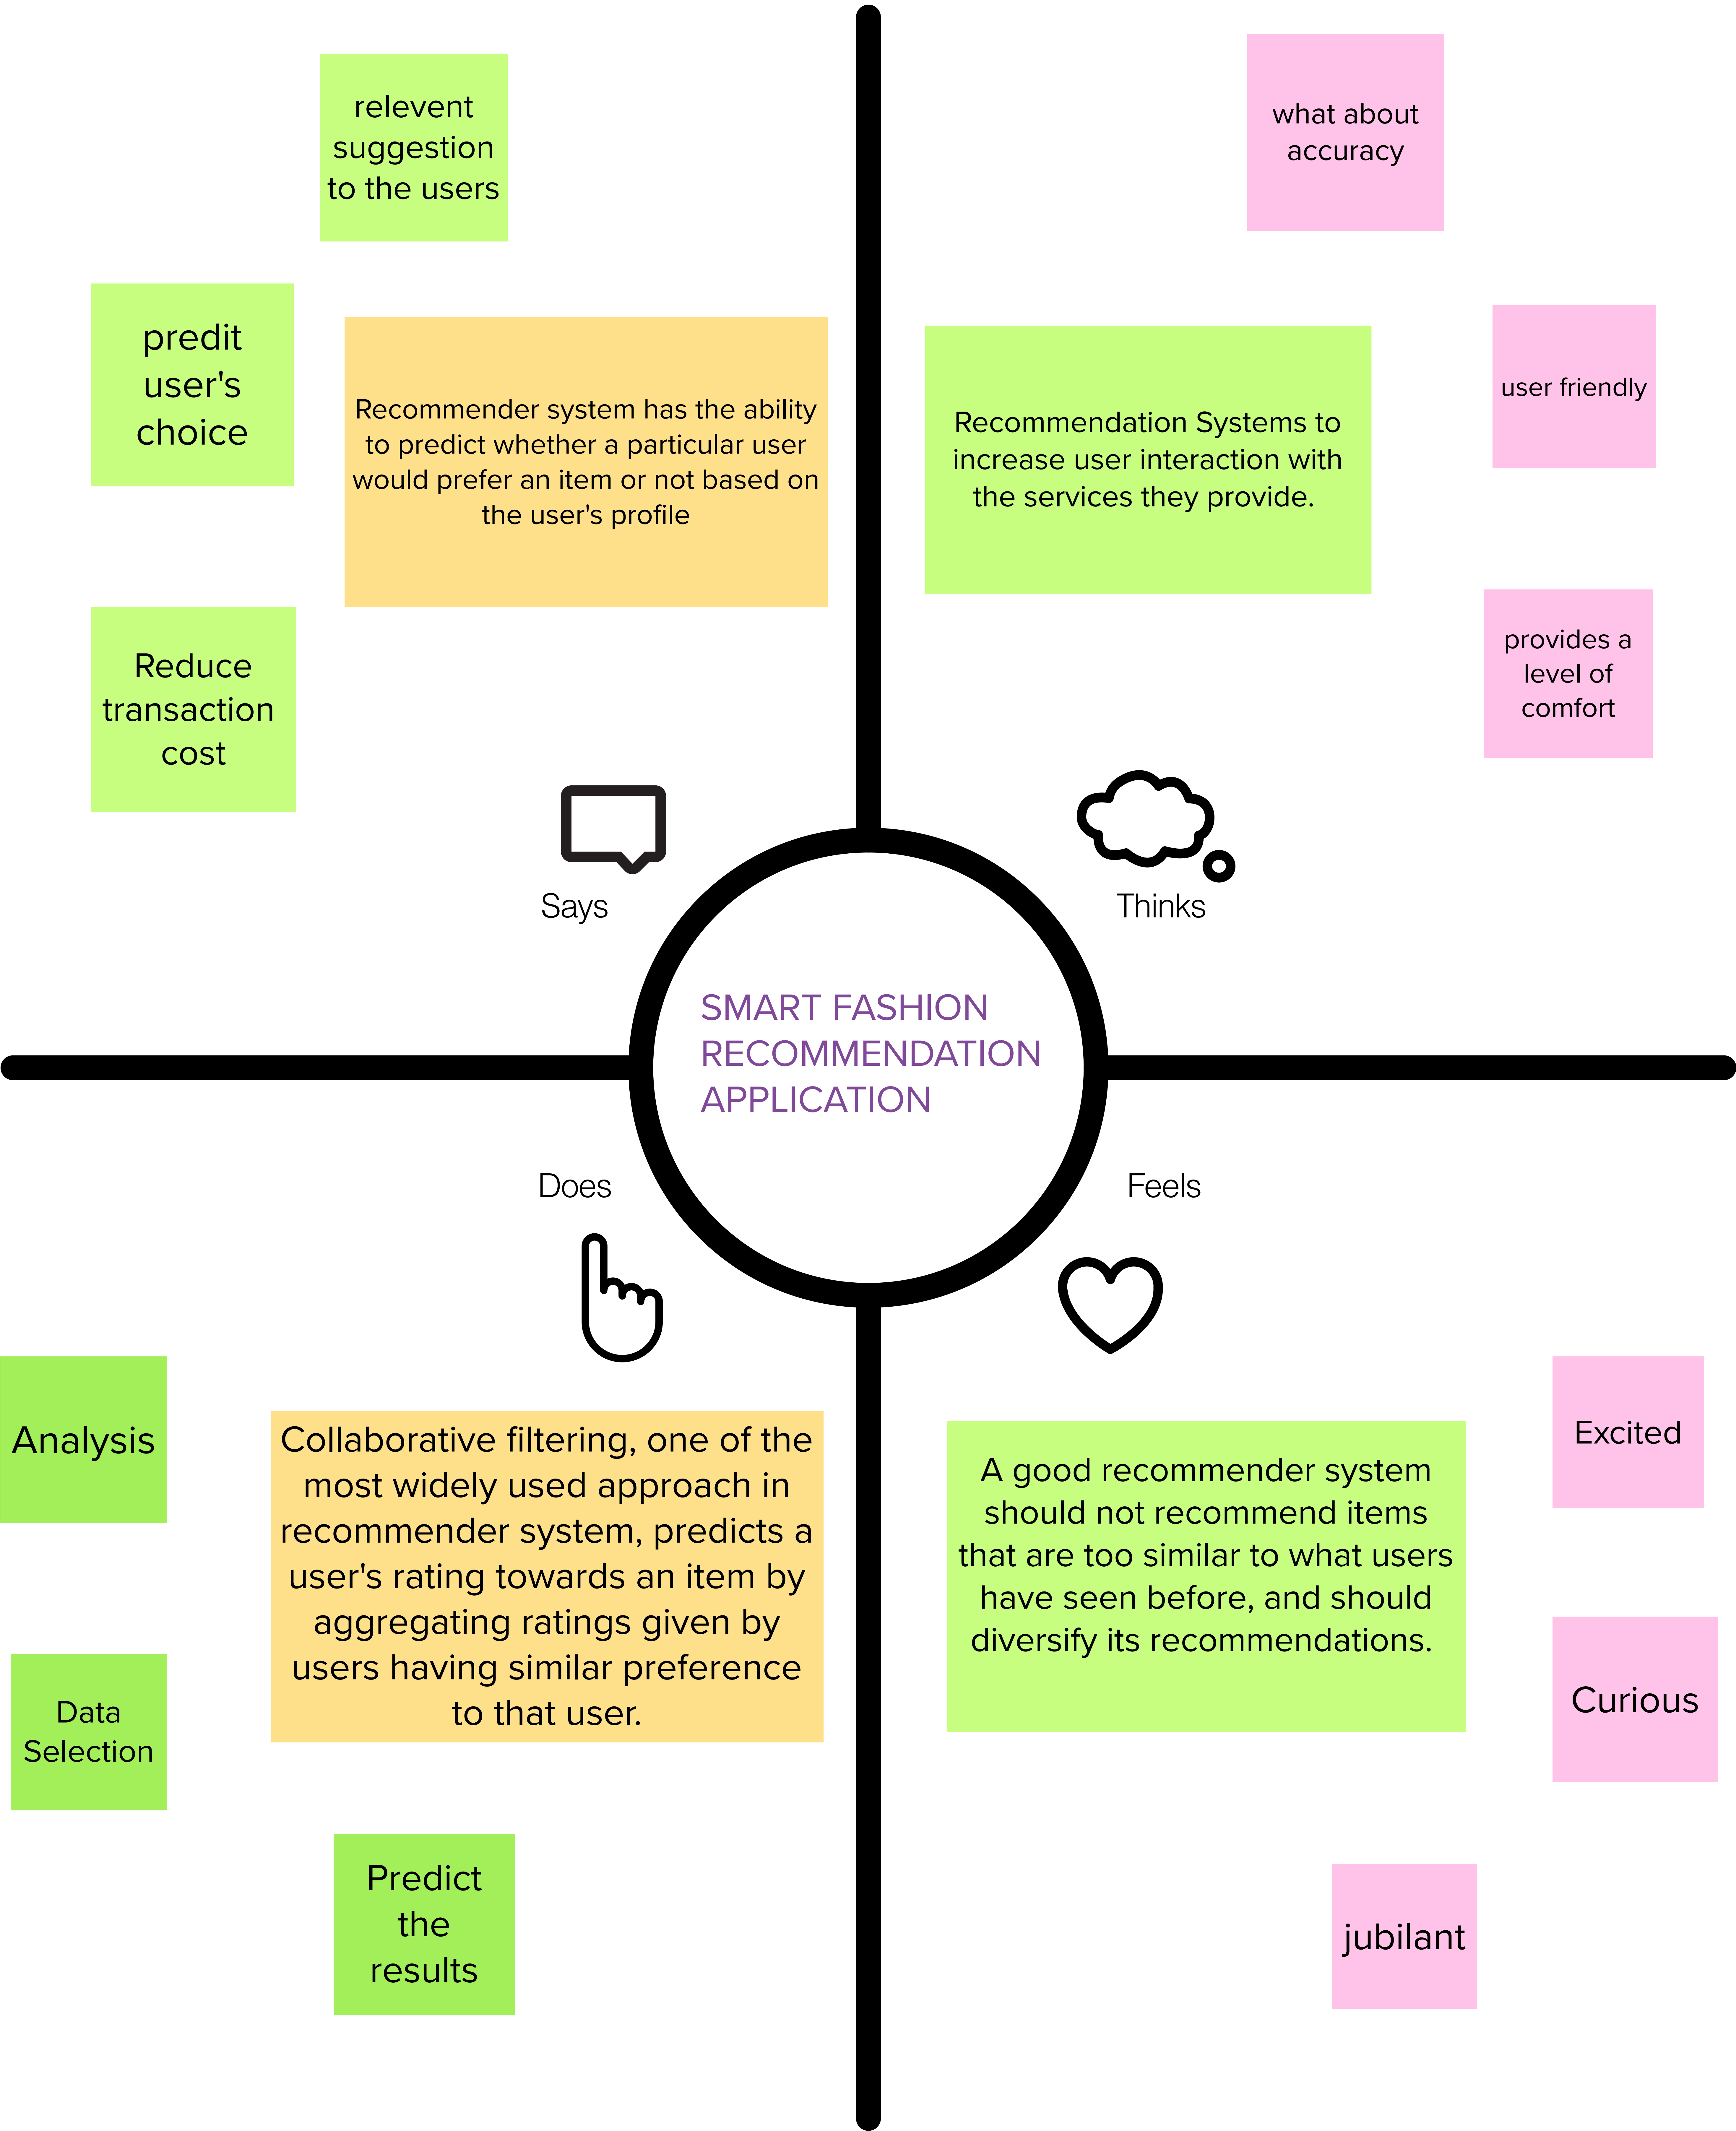 relevent
suggestion
to the users
predit
user's
choice
Recommender system has the ability
to predict whether a particular user
would prefer an item or not based on
the user's profile
Reduce
transaction
cost
Says
what about
accuracy
user friendly
Recommendation Systems to
increase user interaction with
the services they provide.
provides a
level of
comfort
Thinks
SMART FASHION
RECOMMENDATION
APPLICATION
Does
Analysis
Collaborative filtering, one of the
most widely used approach in
recommender system, predicts a
user's rating towards an item by
aggregating ratings given by
users having similar preference
to that user.
Data
Selection
Predict
the
results
Feels
Excited
A good recommender system
should not recommend items
that are too similar to what users
have seen before, and should
diversify its recommendations.
Curious
jubilant